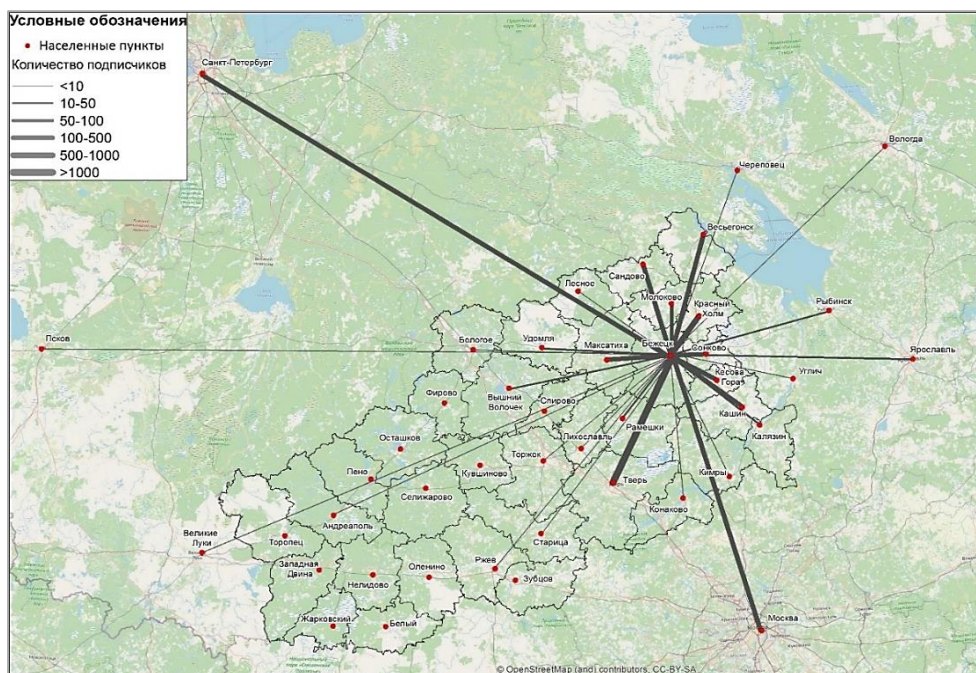 Условные обозначения
Населенные пункты
Количество подписчиков
<10
10-50
50-100
100-500
500-1000
>1000
Санкт-Петербург
Вологда
Череповец
Весьегонск
Сандово
Лесное
Молоково
Красный
Холм
Рыбинск
Псков
Бологое
Удомля
Максатиха
Бежецк
Сонково
Ярославль
Кесова
Гора
Углич
Вышний
Волочек
Фирово
Спирово
Кашин
Рамешки
Калязин
Осташков
Лихославль
Торжок
Кувшиново
Пено
Селижарово
Тверь
Кимры
Конаково
Андреаполь
Великие
Луки
Торопец
Старица
Западная
Двина
Нелидово
Оленино
Ржев
Зубцов
Жарковский
Белый
Москва
© OpenStreetMap (and) contributors, CC-BY-SA